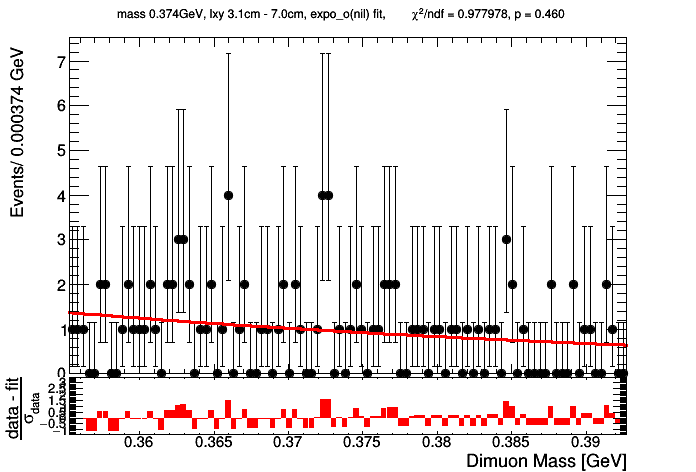 mass 0.374GeV, lxy 3.1cm - 7.0cm, expo_o(nil) fit, χ²/ndf = 0.977978, p = 0.460
Events/ 0.000374 GeV
7
6
5
4
3
2
1
0
data - fit
σdata
0.36 0.365 0.37 0.375 0.38 0.385 0.39
Dimuon Mass [GeV]